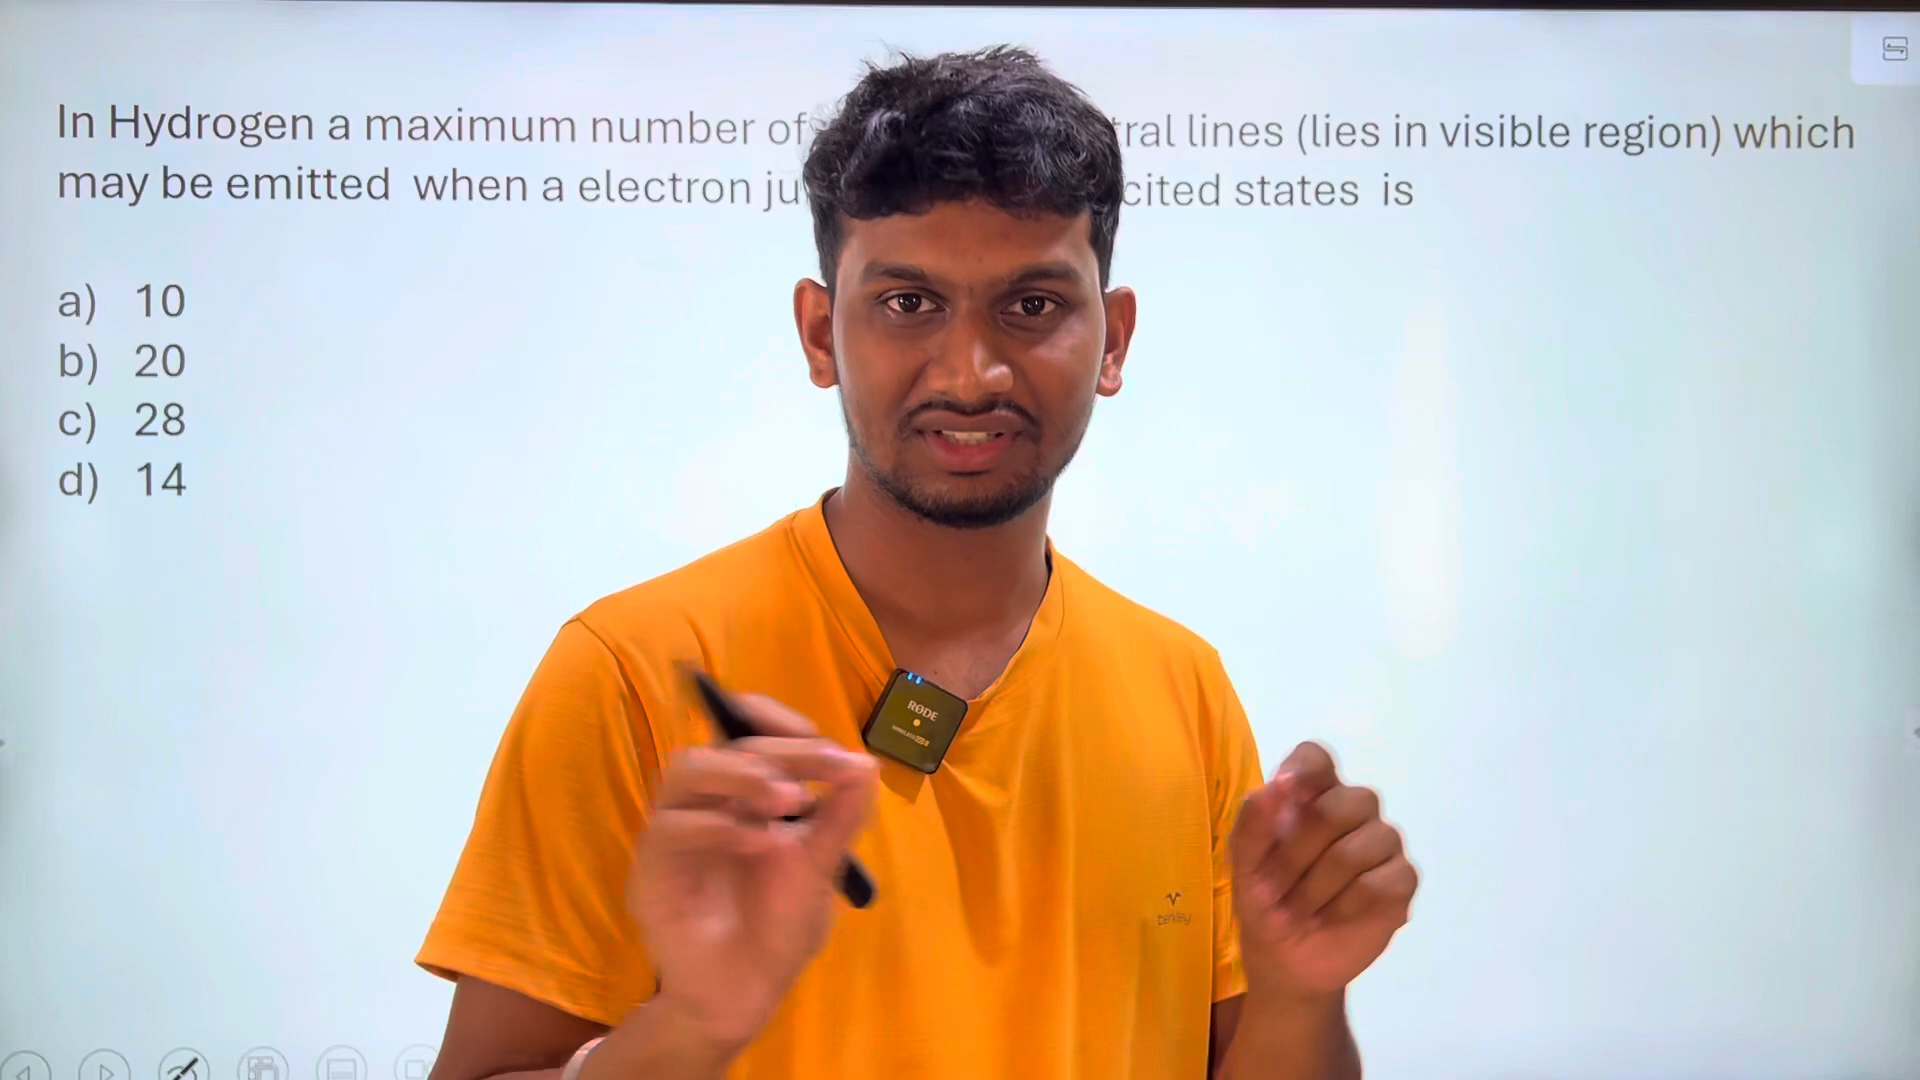 In Hydrogen a maximum number of tral lines (lies in visible region) which
may be emitted when a electron ju cited states is
a) 10
b) 20
c) 28
d) 14
RØDE
berkley